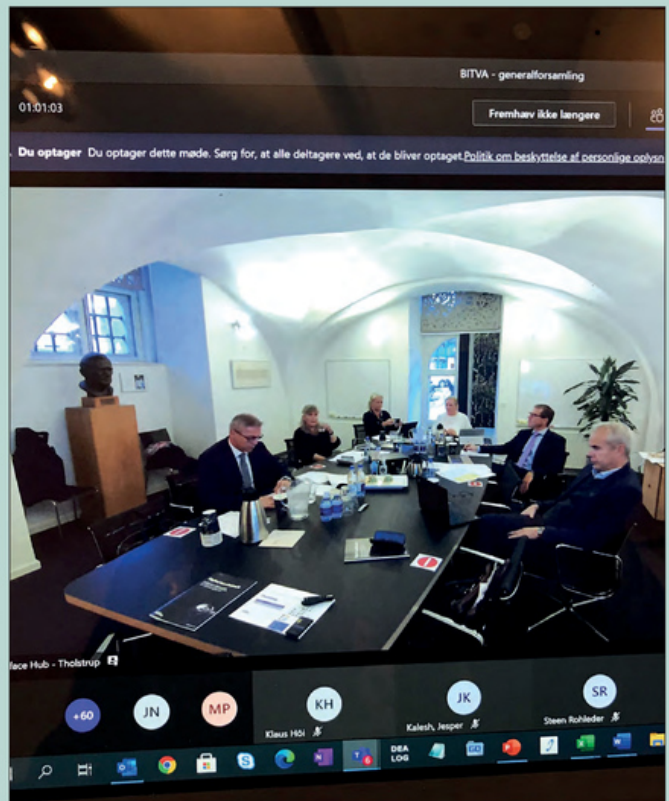 BITVA - generalforsamling
01:01:03
Fremhæv ikke længere
Du optager Du optager dette møde. Sørg for, at alle deltagere ved, at de bliver optaget. Politik om beskyttelse af personlige oplysn
face Hub - Tholstrup
+60
JN
MP
KH
JK
SR
Klaus Höi
Kalesh, Jesper
Steen Rohleder
DEA
LOG
6